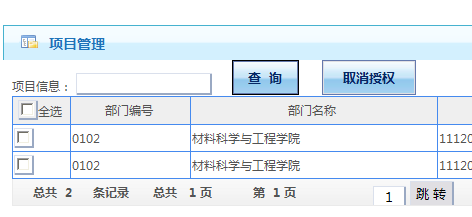 项目管理
项目信息： 查 询 取消授权
全选 部门编号 部门名称
0102 材料科学与工程学院 11120
0102 材料科学与工程学院 11120
总共 2 条记录 总共 1 页 第 1 页 1 跳 转